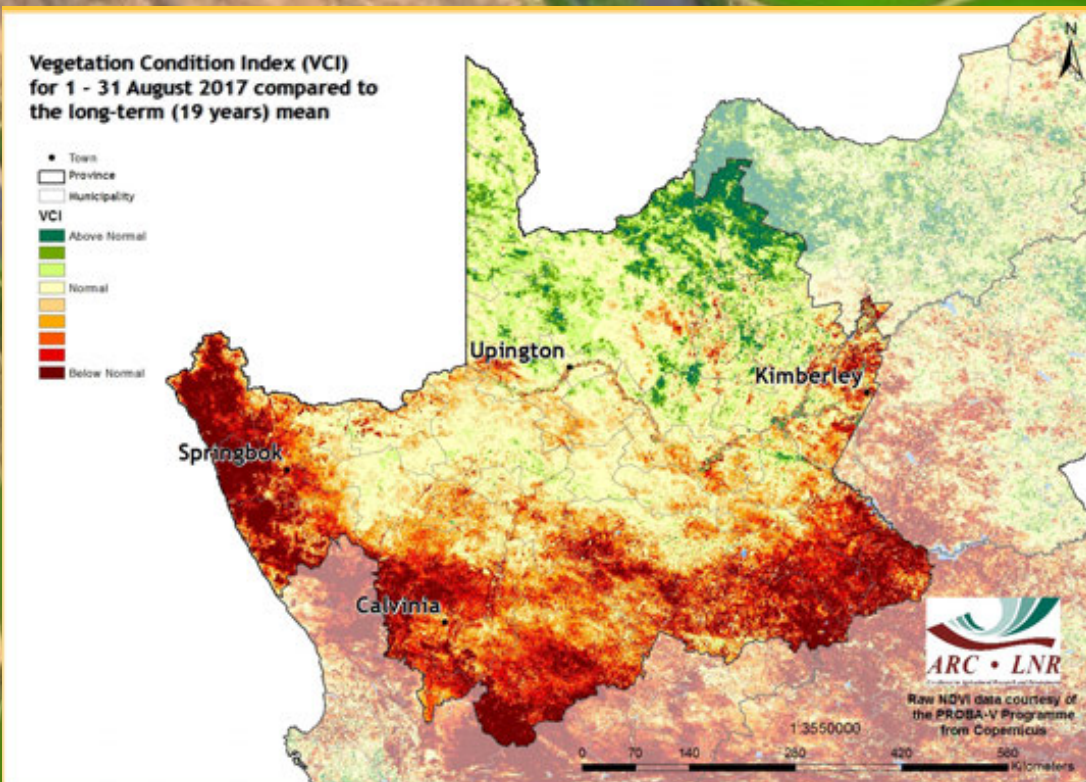 Vegetation Condition Index (VCI)
for 1 - 31 August 2017 compared to
the long-term (19 years) mean
N
Town
Province
Municipality
VCI
Above Normal
Normal
Below Normal
Upington
Kimberley
Springbok
Calvinia
ARC • LNR
Raw NDVI data courtesy of
the PROBA-V Programme
from Copernicus
1:3550000
0 70 140 280 420 560
Kilometers